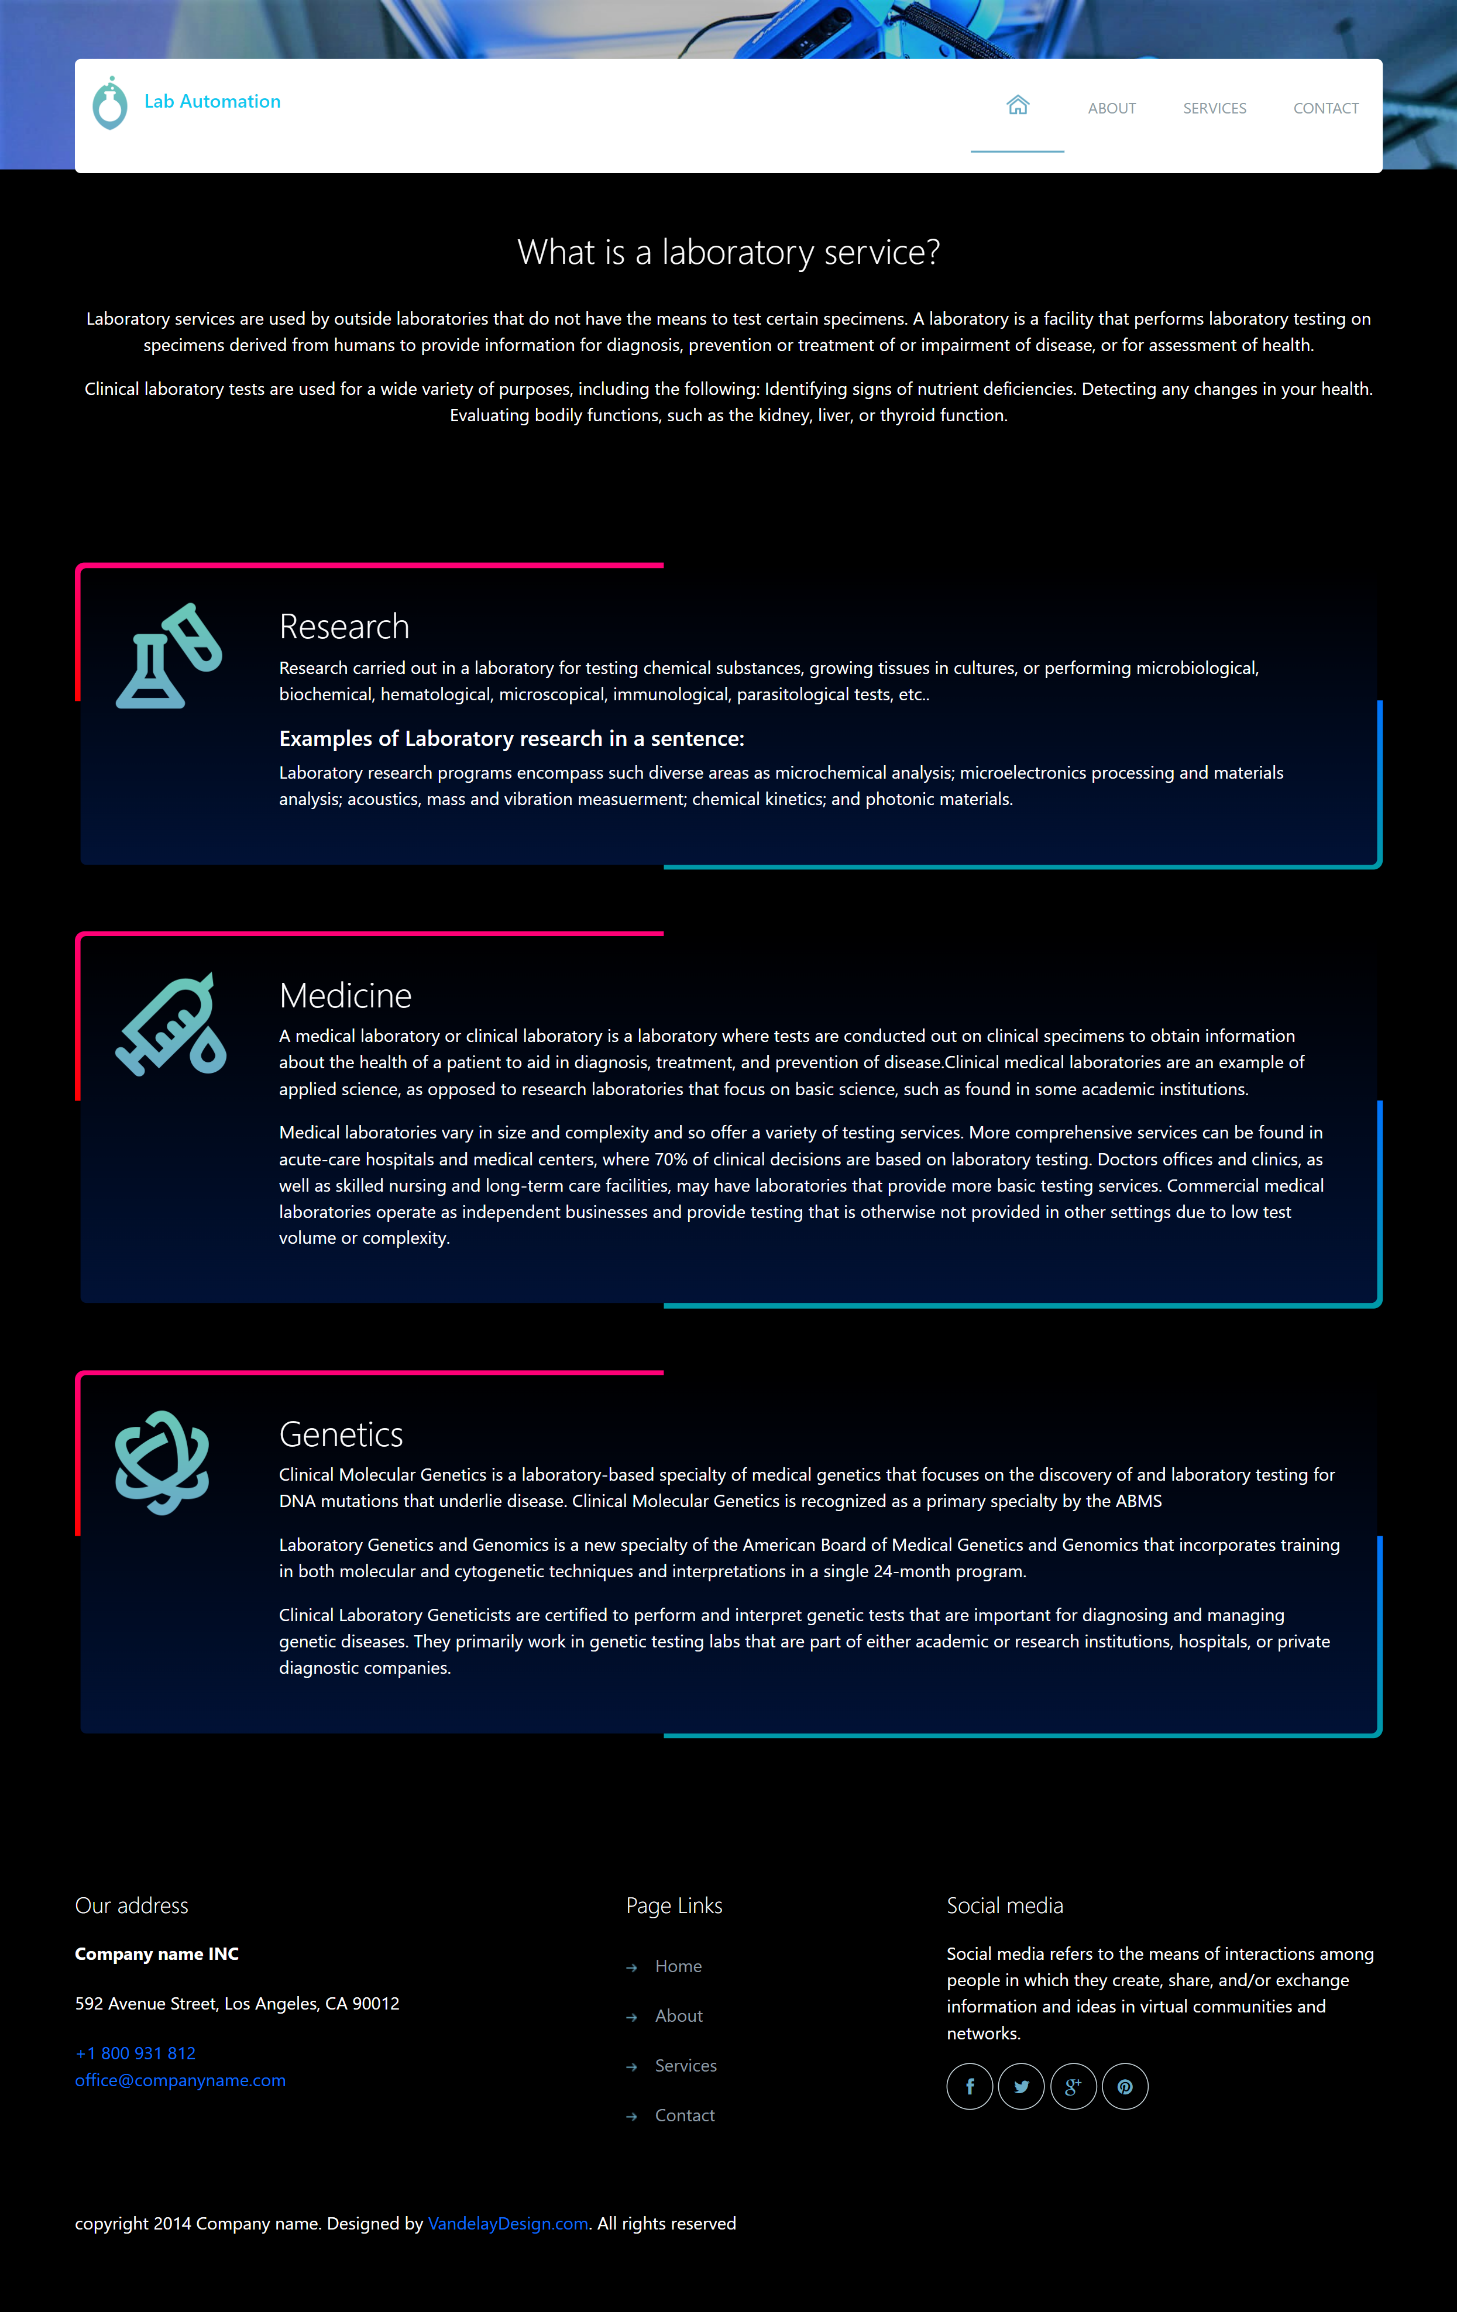 Lab Automation
ABOUT
SERVICES
CONTACT
What is a laboratory service?
Laboratory services are used by outside laboratories that do not have the means to test certain specimens. A laboratory is a facility that performs laboratory testing on
specimens derived from humans to provide information for diagnosis, prevention or treatment of or impairment of disease, or for assessment of health.
Clinical laboratory tests are used for a wide variety of purposes, including the following: Identifying signs of nutrient deficiencies. Detecting any changes in your health.
Evaluating bodily functions, such as the kidney, liver, or thyroid function.
Research
Research carried out in a laboratory for testing chemical substances, growing tissues in cultures, or performing microbiological,
biochemical, hematological, microscopical, immunological, parasitological tests, etc..
Examples of Laboratory research in a sentence:
Laboratory research programs encompass such diverse areas as microchemical analysis; microelectronics processing and materials
analysis; acoustics, mass and vibration measuerment; chemical kinetics; and photonic materials.
Medicine
A medical laboratory or clinical laboratory is a laboratory where tests are conducted out on clinical specimens to obtain information
about the health of a patient to aid in diagnosis, treatment, and prevention of disease.Clinical medical laboratories are an example of
applied science, as opposed to research laboratories that focus on basic science, such as found in some academic institutions.
Medical laboratories vary in size and complexity and so offer a variety of testing services. More comprehensive services can be found in
acute-care hospitals and medical centers, where 70% of clinical decisions are based on laboratory testing. Doctors offices and clinics, as
well as skilled nursing and long-term care facilities, may have laboratories that provide more basic testing services. Commercial medical
laboratories operate as independent businesses and provide testing that is otherwise not provided in other settings due to low test
volume or complexity.
Genetics
Clinical Molecular Genetics is a laboratory-based specialty of medical genetics that focuses on the discovery of and laboratory testing for
DNA mutations that underlie disease. Clinical Molecular Genetics is recognized as a primary specialty by the ABMS
Laboratory Genetics and Genomics is a new specialty of the American Board of Medical Genetics and Genomics that incorporates training
in both molecular and cytogenetic techniques and interpretations in a single 24-month program.
Clinical Laboratory Geneticists are certified to perform and interpret genetic tests that are important for diagnosing and managing
genetic diseases. They primarily work in genetic testing labs that are part of either academic or research institutions, hospitals, or private
diagnostic companies.
Our address
Company name INC
592 Avenue Street, Los Angeles, CA 90012
+1 800 931 812
office@companyname.com
Page Links
Home
About
Services
Contact
Social media
Social media refers to the means of interactions among
people in which they create, share, and/or exchange
information and ideas in virtual communities and
networks.
copyright 2014 Company name. Designed by VandelayDesign.com. All rights reserved